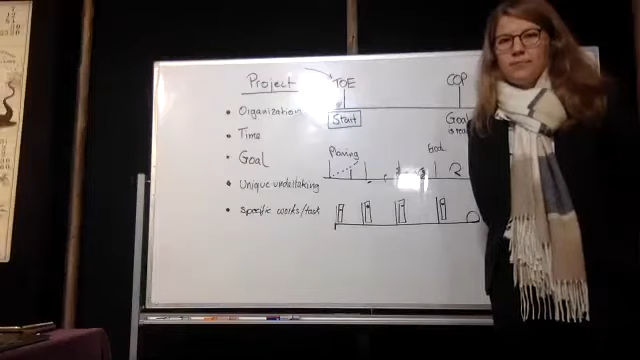 Project
• Organization
• Time
• Goal
• Unique undertaking
• Specific works/task
TOE
COP
Start
Goal
Planing